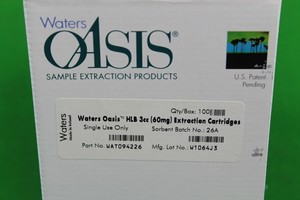 Waters
OASIS
SAMPLE EXTRACTION PRODUCTS
U.S. Patent
Pending
Qty/Box: 100
Waters
Waters Oasis™ HLB 3cc (60mg) Extraction Cartridges
Single Use Only Sorbent Batch No.: 26A
Part No. WAT094226 Mfg. Lot No.: WT064J3